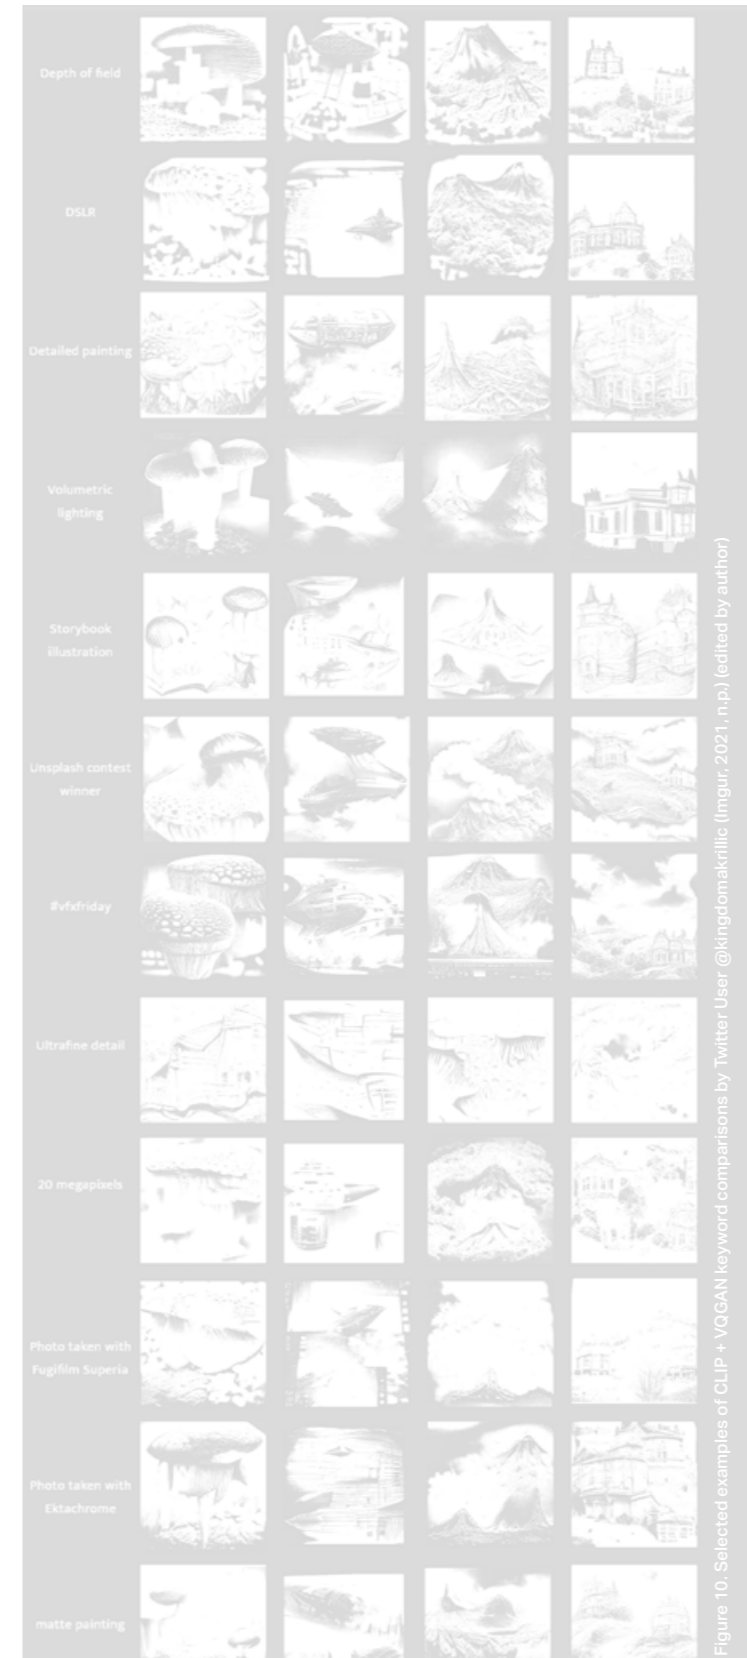 Depth of field
DSLR
Detailed painting
Volumetric
lighting
Storybook
illustration
Unsplash contest
winner
#vfxfriday
Ultrafine detail
20 megapixels
Photo taken with
Fugifilm Superia
Photo taken with
Ektachrome
matte painting
Figure 10. Selected examples of CLIP + VQGAN keyword comparisons by Twitter User @kingdomakrillic (Imgur, 2021, n.p.) (edited by author)